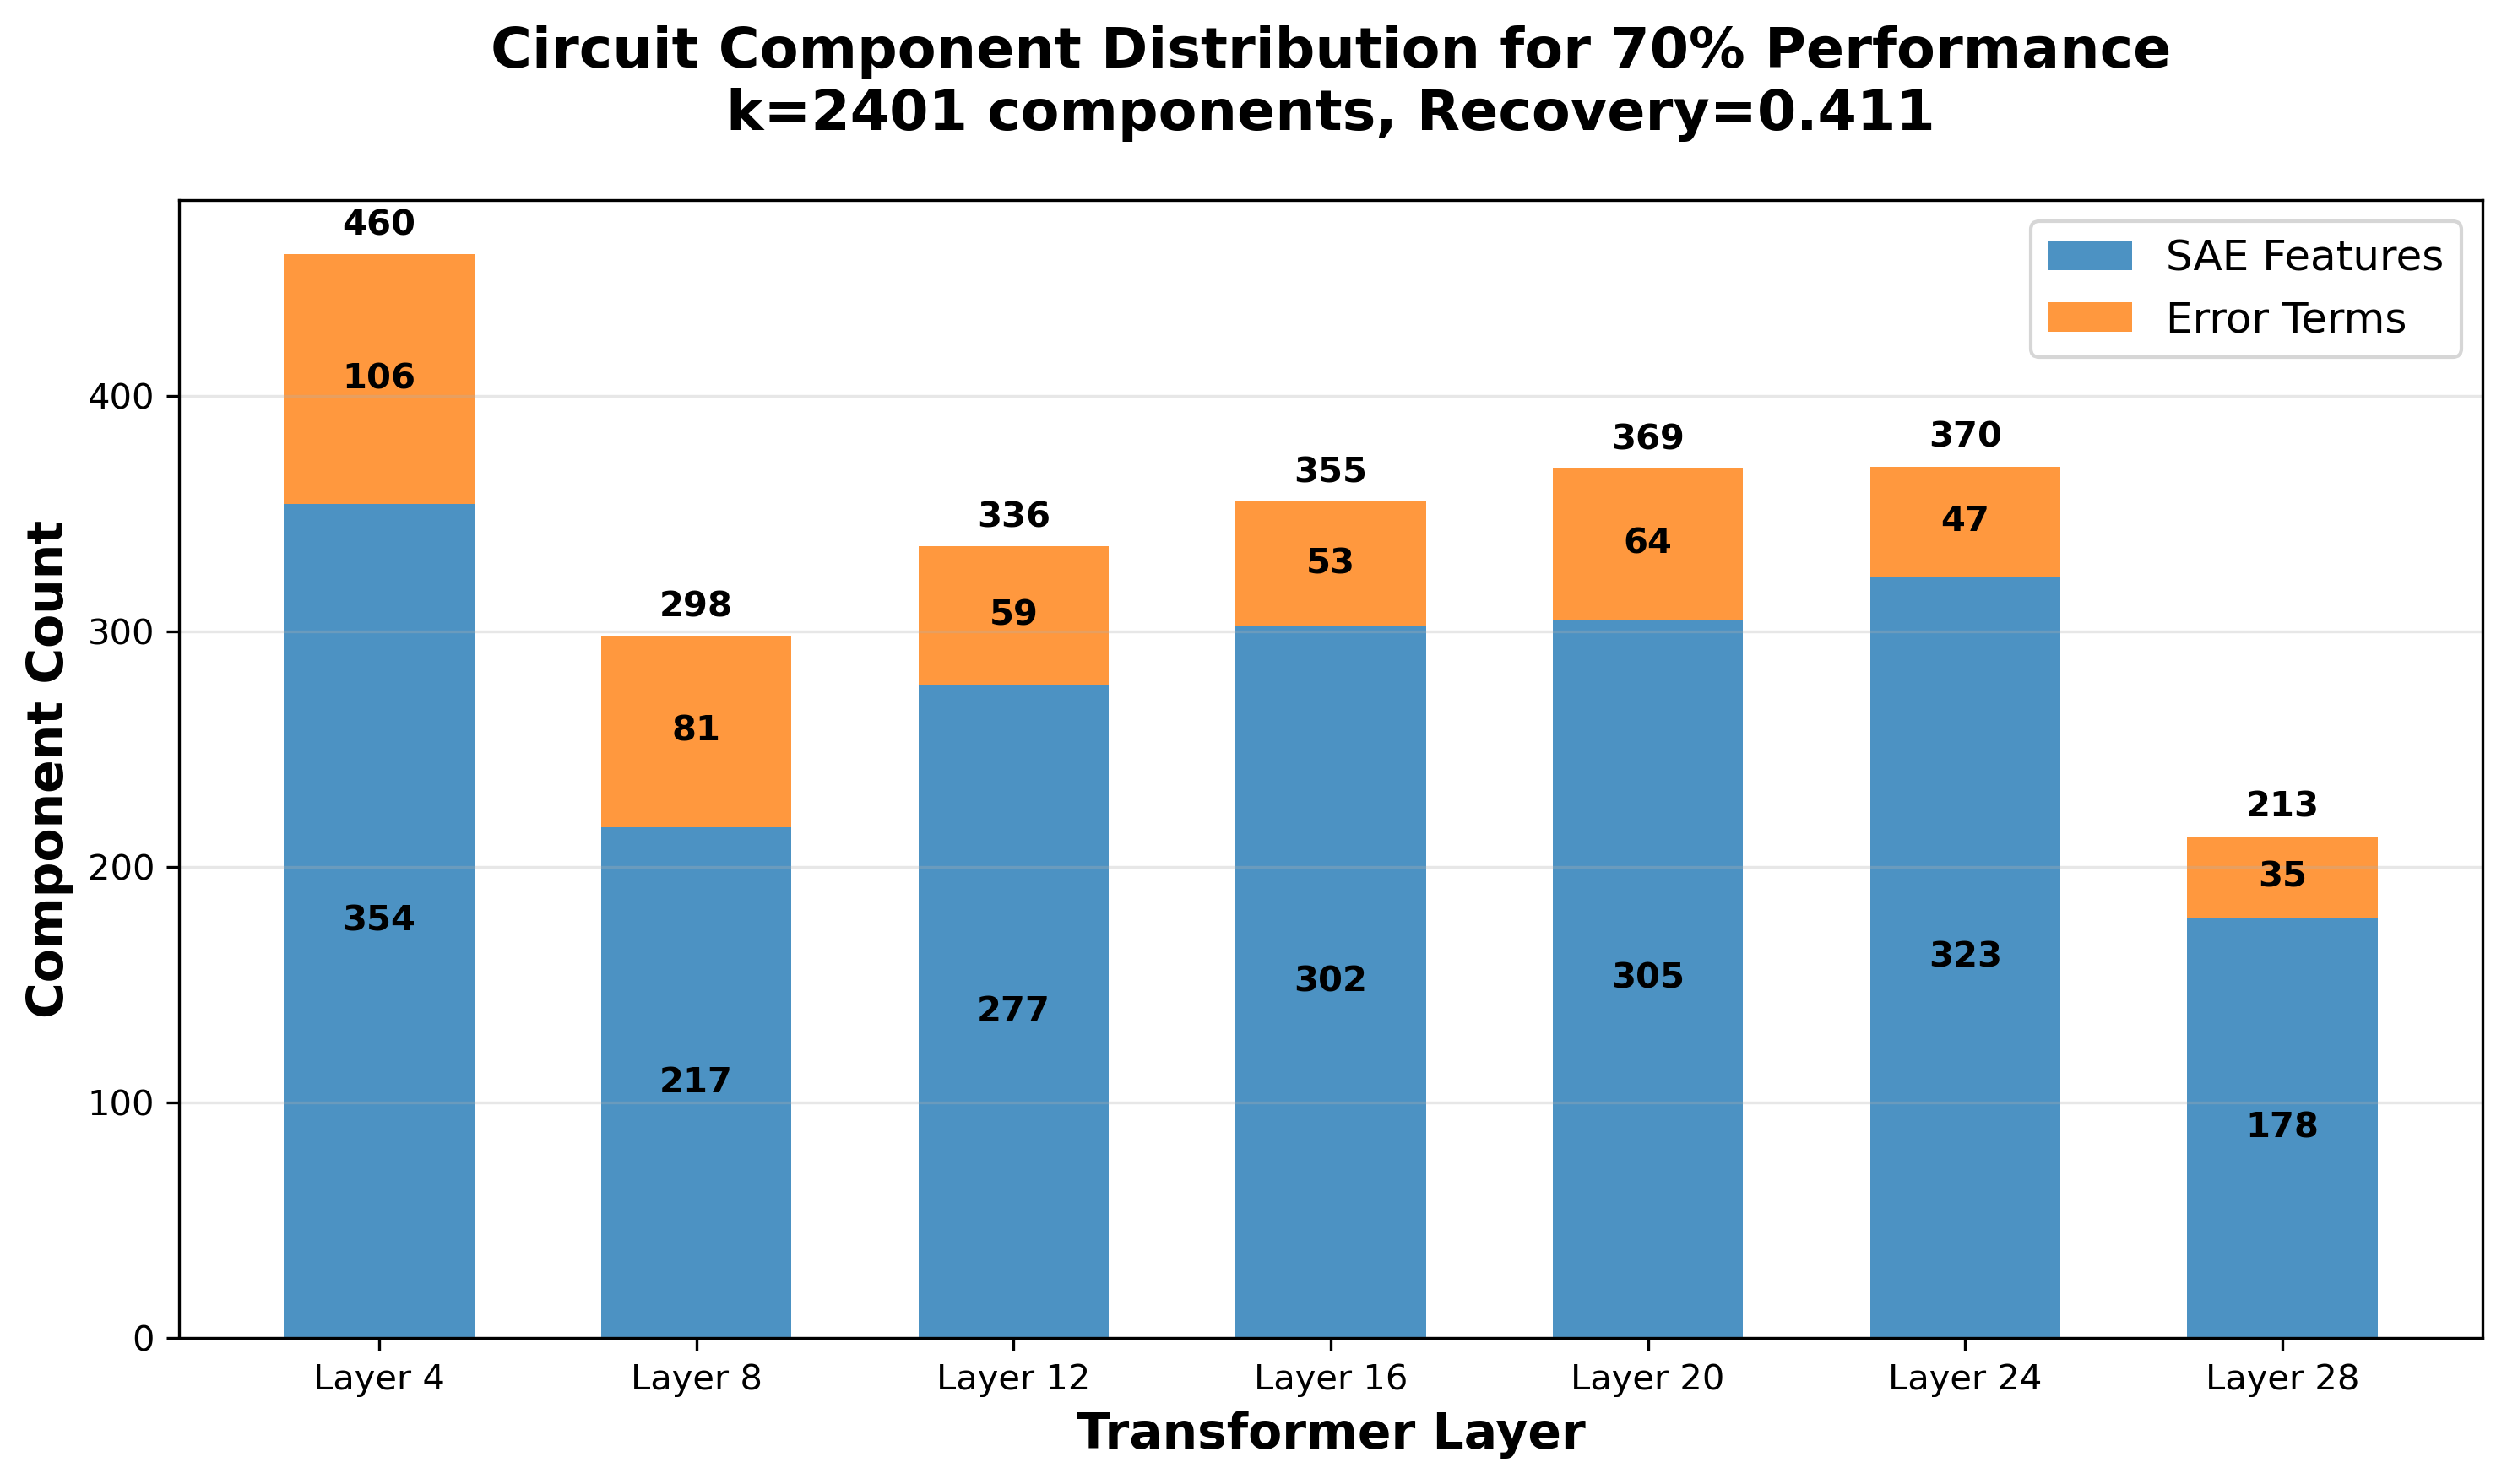 Circuit Component Distribution for 70% Performance
k=2401 components, Recovery=0.411
SAE Features
Error Terms
Component Count
400
300
200
100
0
460
106
354
298
81
217
336
59
277
355
53
302
369
64
305
370
47
323
213
35
178
Layer 4
Layer 8
Layer 12
Layer 16
Layer 20
Layer 24
Layer 28
Transformer Layer